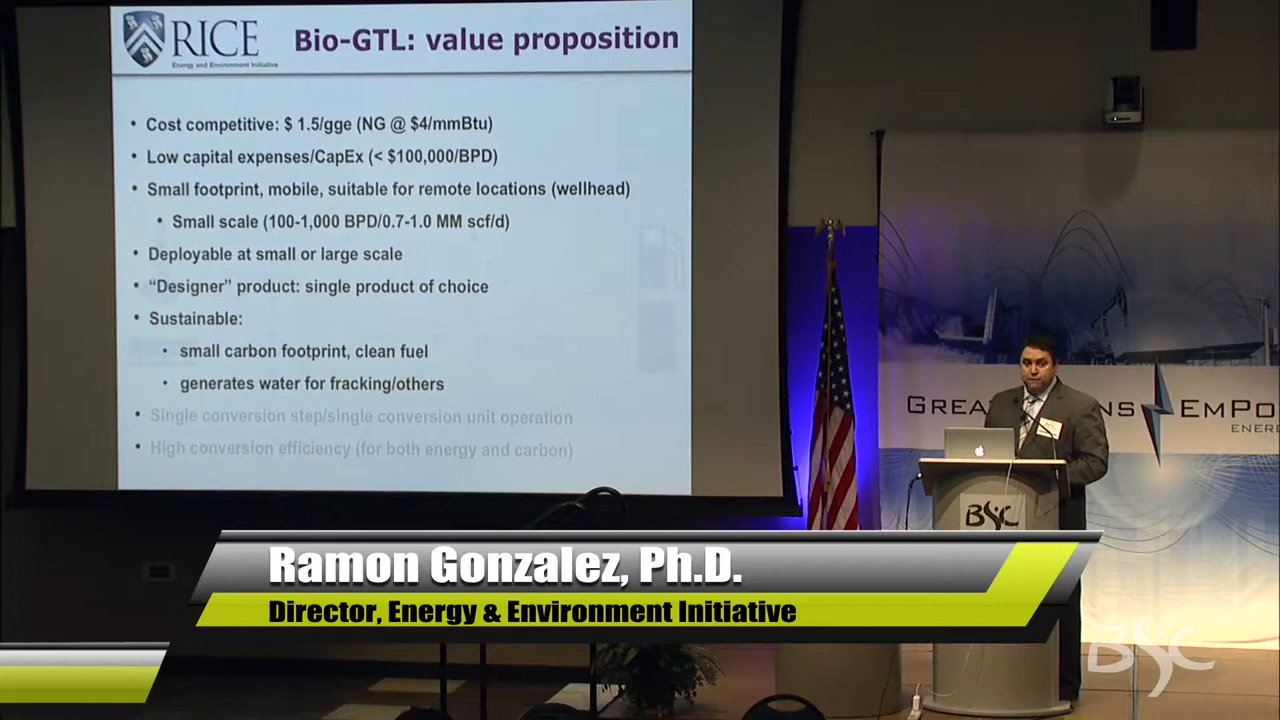 RICE
Energy and Environment Initiative
Bio-GTL: value proposition
• Cost competitive: $ 1.5/gge (NG @ $4/mmBtu)
• Low capital expenses/CapEx (< $100,000/BPD)
• Small footprint, mobile, suitable for remote locations (wellhead)
• Small scale (100-1,000 BPD/0.7-1.0 MM scf/d)
• Deployable at small or large scale
• “Designer” product: single product of choice
• Sustainable:
• small carbon footprint, clean fuel
• generates water for fracking/others
• Single conversion step/single conversion unit operation
• High conversion efficiency (for both energy and carbon)
EmPo
ENER
BSC
Ramon Gonzalez, Ph.D.
Director, Energy & Environment Initiative
BSC